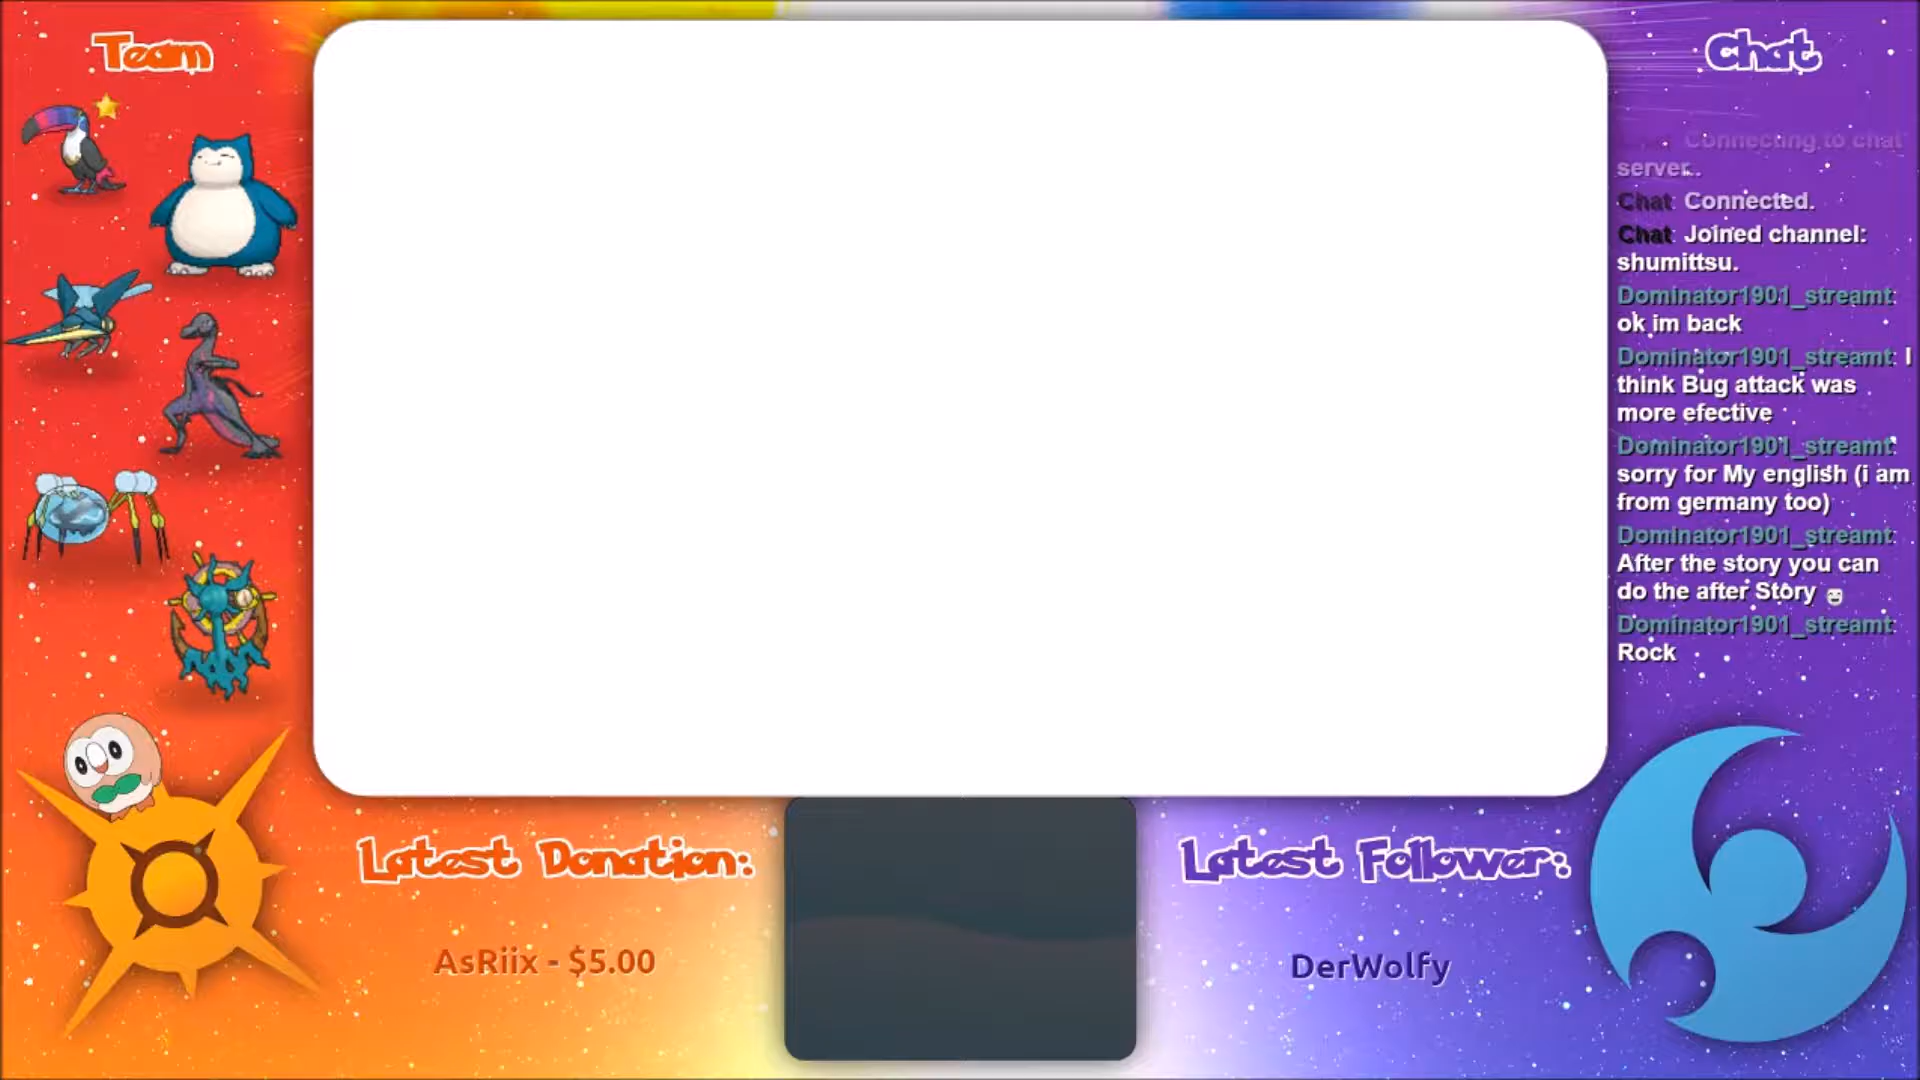 Team
Chat
Connecting to chat
server..
Chat: Connected.
Chat: Joined channel:
shumittsu.
Dominator1901_streamt:
ok im back
Dominator1901_streamt: I
think Bug attack was
more efective
Dominator1901_streamt:
sorry for My english (i am
from germany too)
Dominator1901_streamt:
After the story you can
do the after Story
Dominator1901_streamt:
Rock
Latest Donation:
AsRiix - $5.00
Latest Follower:
DerWolfy